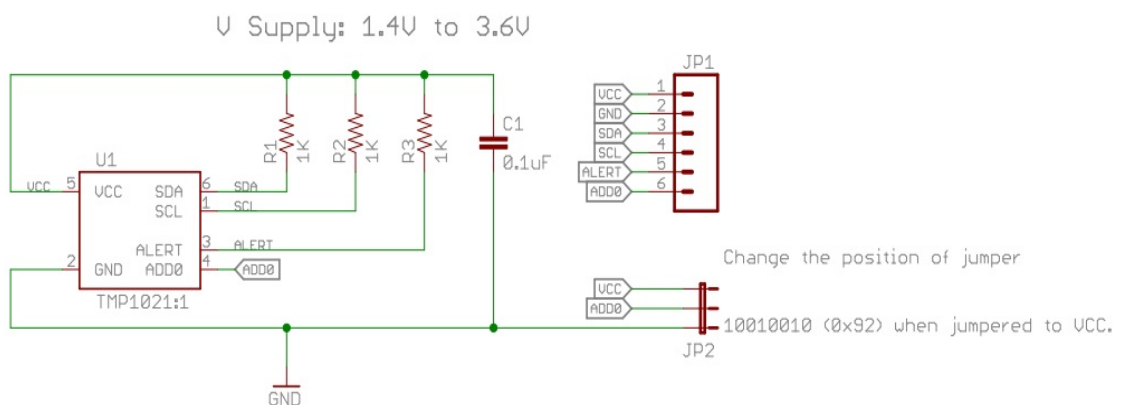 V Supply: 1.4V to 3.6V
JP1
VCC 1
GND 2
SDA 3
SCL 4
ALERT 5
ADD0 6
R1 1K
R2 1K
R3 1K
C1
0.1uF
U1
VCC 5 VCC SDA 6 SDA
SCL 1 SCL
ALERT 3 ALERT
2 GND ADD0 4 ADD0
TMP1021:1
GND
Change the position of jumper
VCC
ADD0
10010010 (0x92) when jumpered to VCC.
JP2